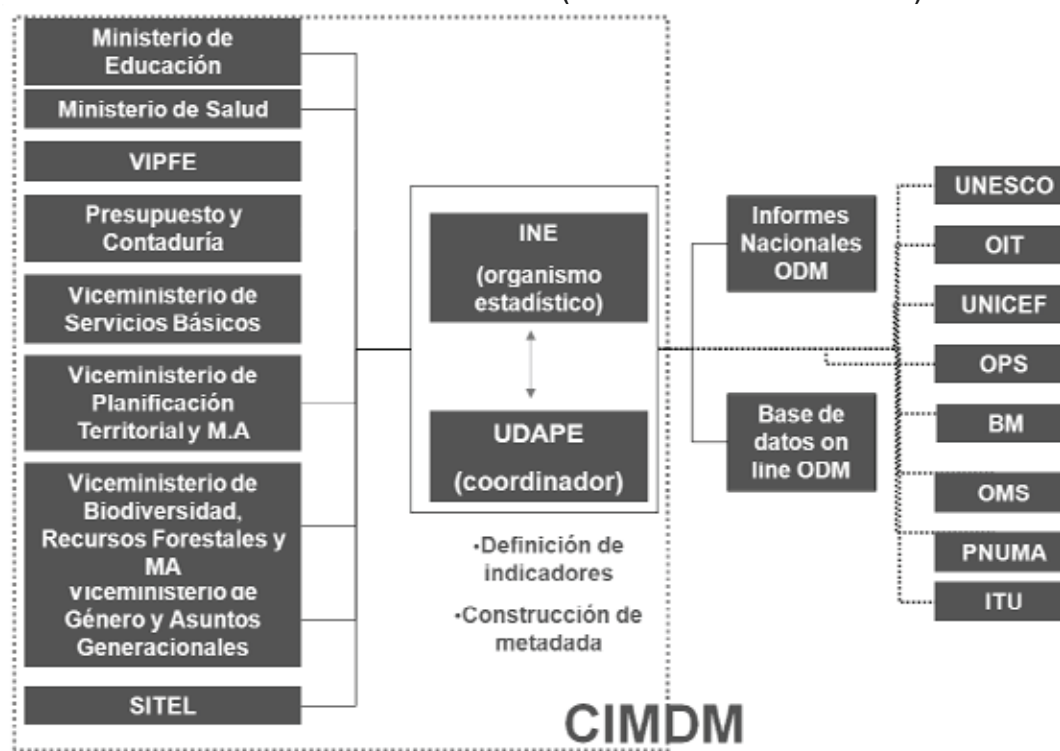 Ministerio de
Educación
Ministerio de Salud
VIPFE
Presupuesto y
Contaduría
Viceministerio de
Servicios Básicos
Viceministerio de
Planificación
Territorial y M.A
Viceministerio de
Biodiversidad,
Recursos Forestales y
MA
Viceministerio de
Género y Asuntos
Generacionales
SITEL
INE
(organismo
estadístico)
UDAPE
(coordinador)
•Definición de
indicadores
•Construcción de
metadada
CIMDM
Informes
Nacionales
ODM
Base de
datos on
line ODM
UNESCO
OIT
UNICEF
OPS
BM
OMS
PNUMA
ITU